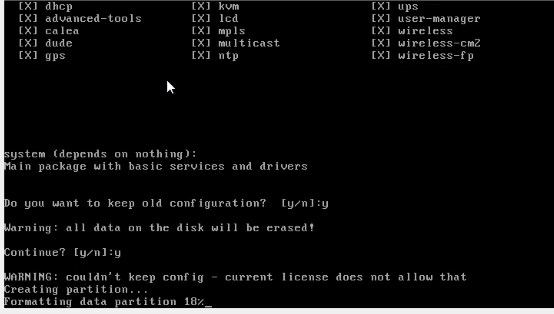 [X] dhcp [X] kvm [X] ups
[X] advanced-tools [X] lcd [X] user-manager
[X] calea [X] mpls [X] wireless
[X] dude [X] multicast [X] wireless-cm2
[X] gps [X] ntp [X] wireless-fp
system (depends on nothing):
Main package with basic services and drivers
Do you want to keep old configuration? [y/n]:y
Warning: all data on the disk will be erased!
Continue? [y/n]:y
WARNING: couldn't keep config - current license does not allow that
Creating partition...
Formatting data partition 18%_